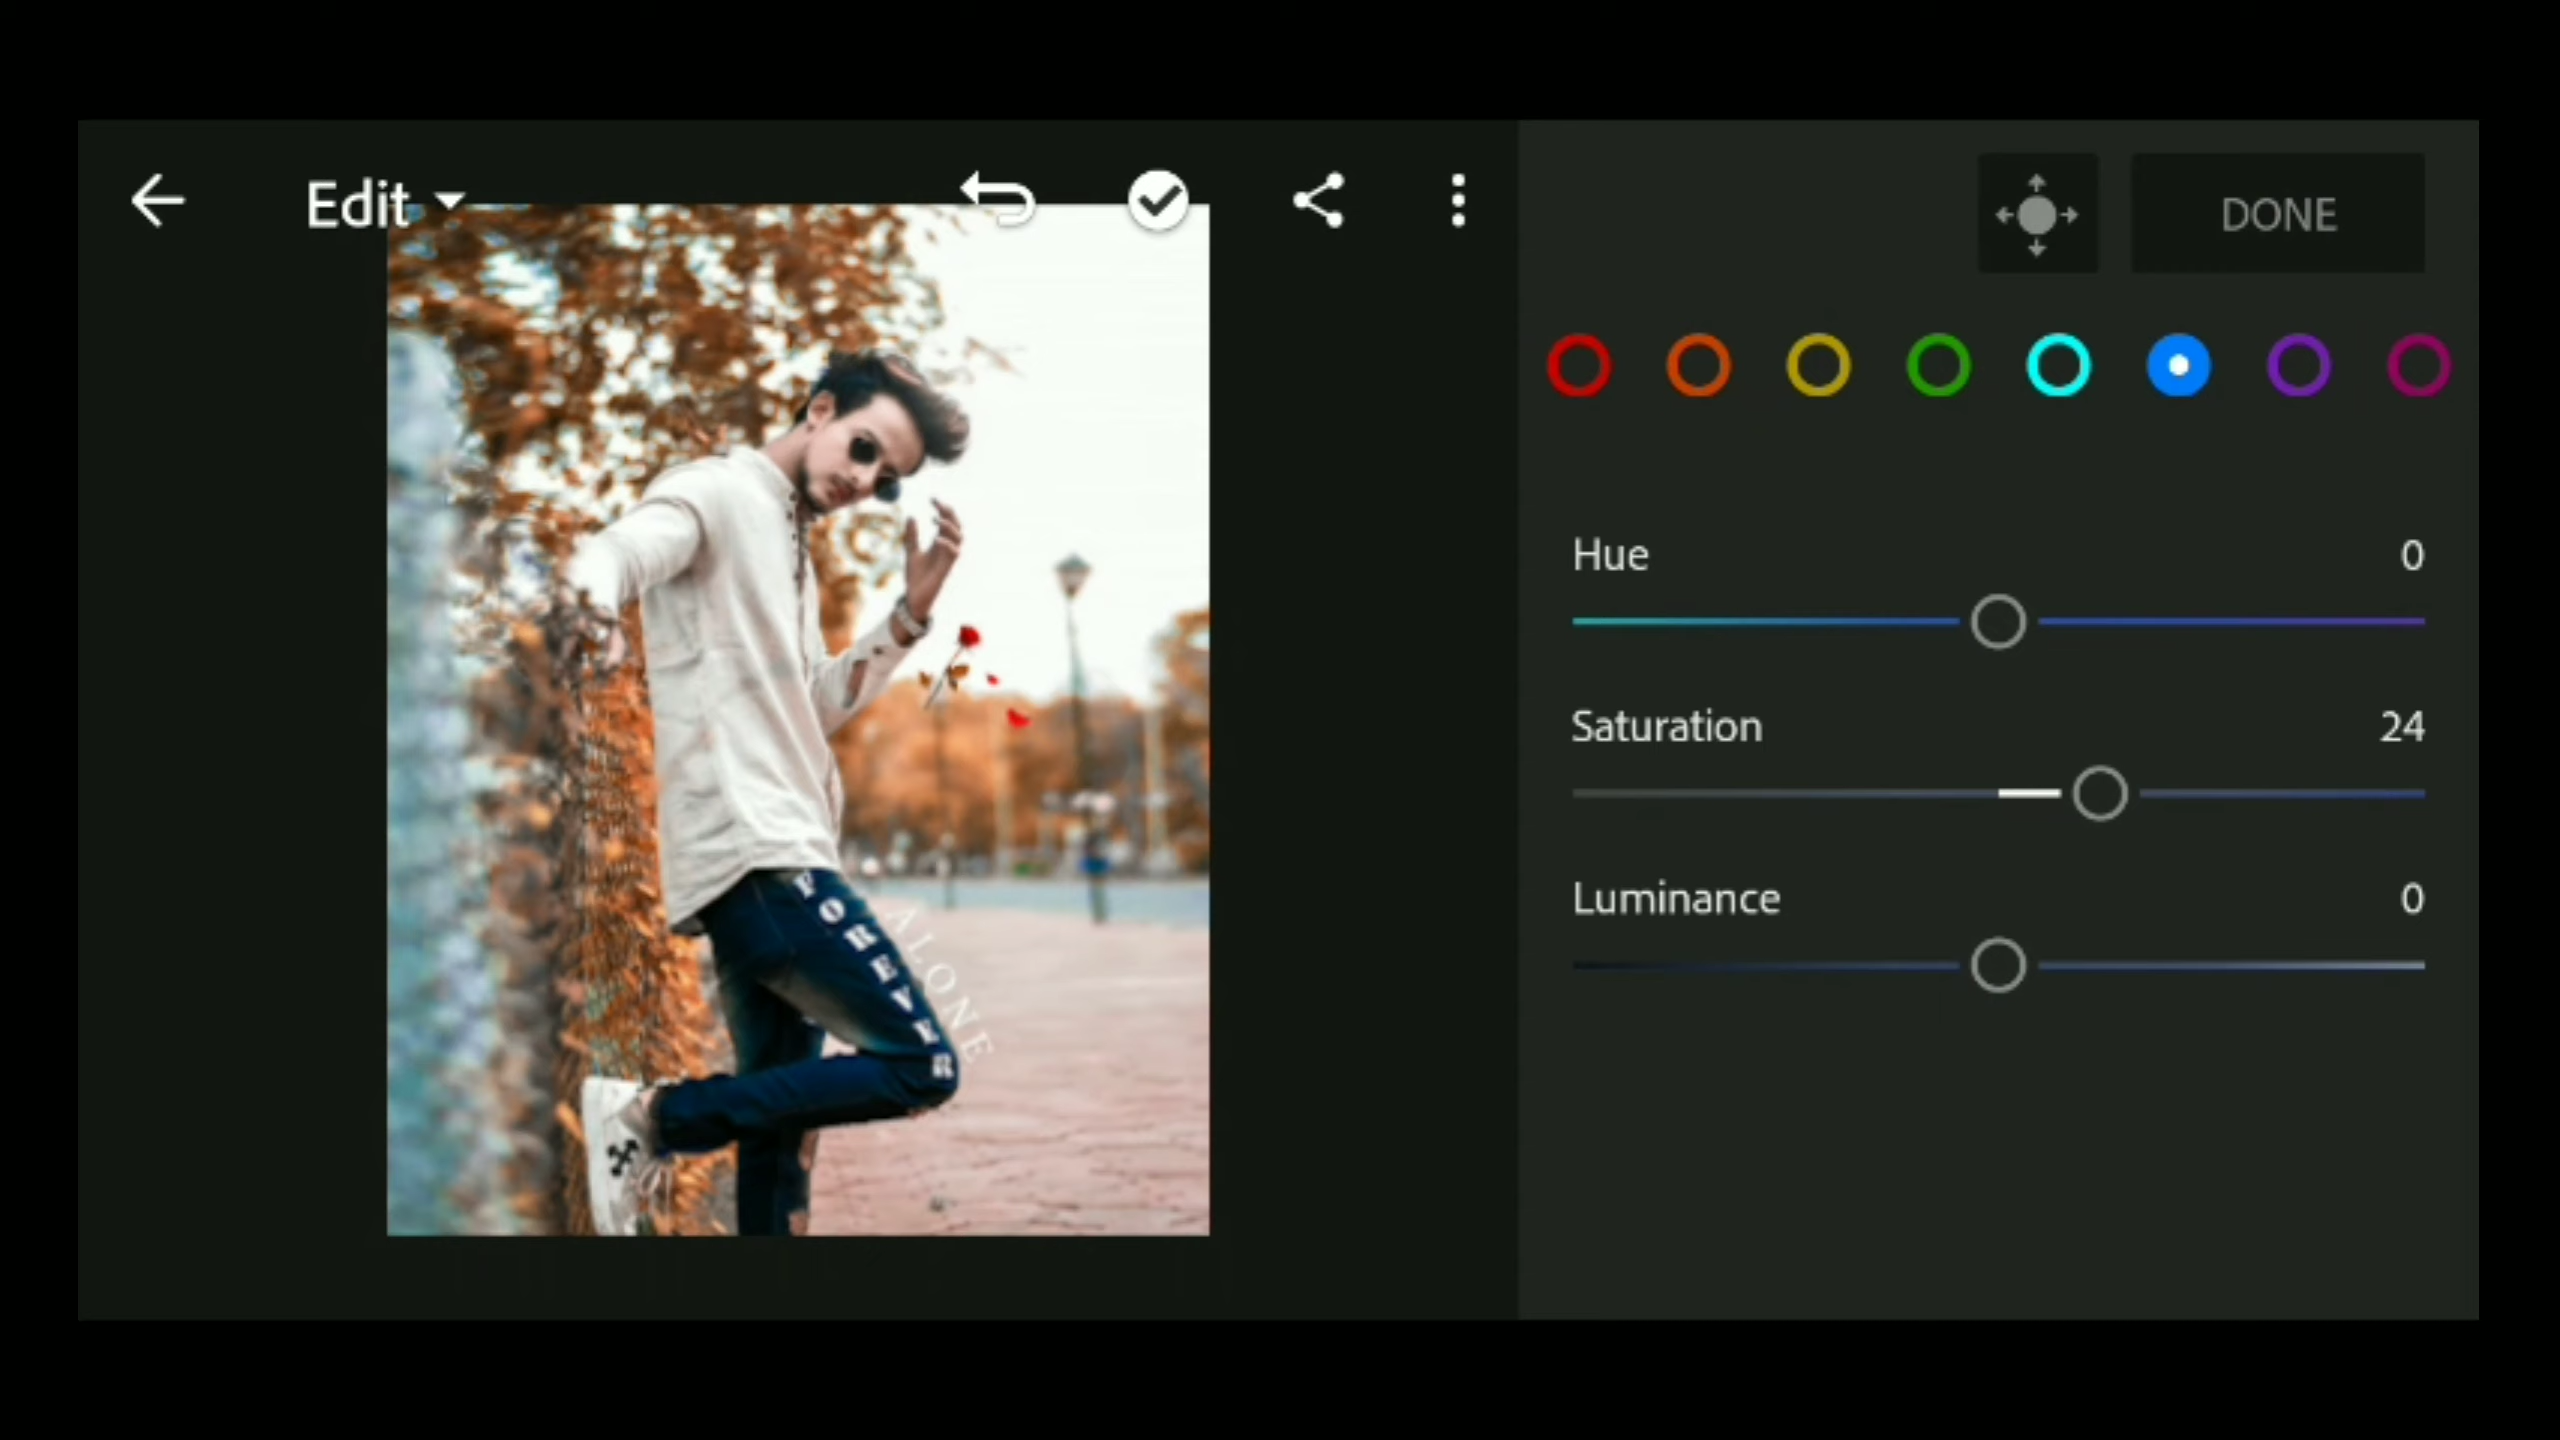 Edit
DONE
Hue 0
Saturation 24
Luminance 0
FOREVER
ALONE